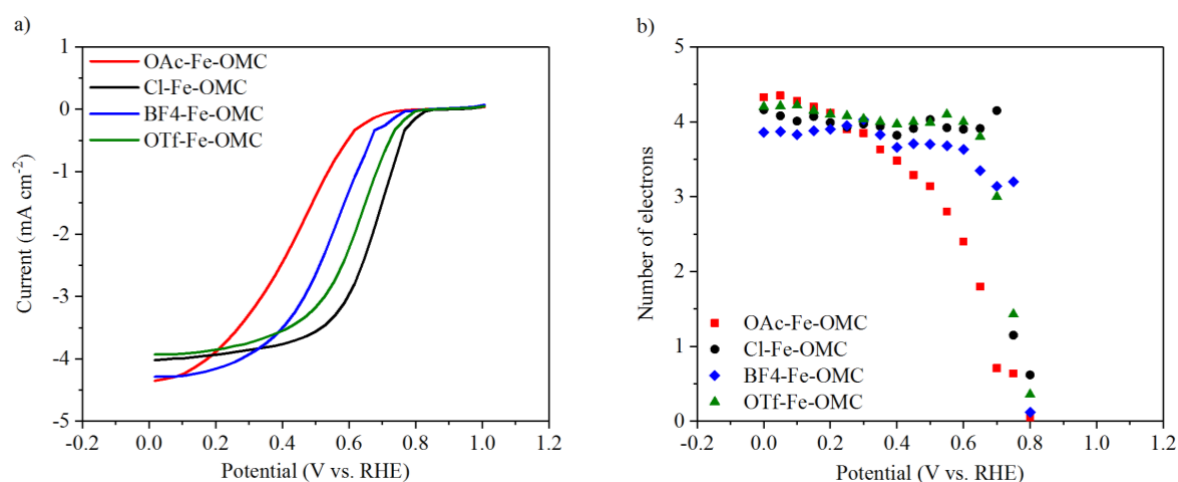 a)
1
0
-1
-2
-3
-4
-5
Current (mA cm⁻²)
OAc-Fe-OMC
Cl-Fe-OMC
BF4-Fe-OMC
OTf-Fe-OMC
-0.2 0.0 0.2 0.4 0.6 0.8 1.0 1.2
Potential (V vs. RHE)
b)
5
4
3
2
1
0
Number of electrons
OAc-Fe-OMC
Cl-Fe-OMC
BF4-Fe-OMC
OTf-Fe-OMC
-0.2 0.0 0.2 0.4 0.6 0.8 1.0 1.2
Potential (V vs. RHE)